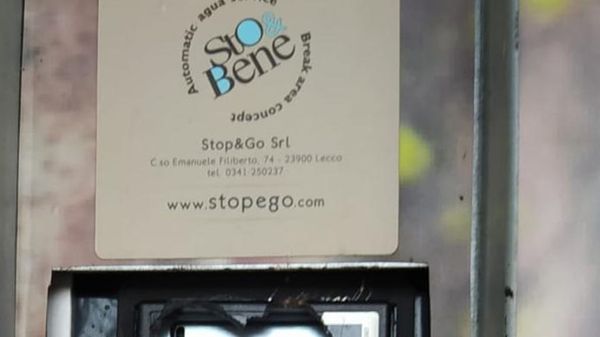 Automatic agua service
Sto
Bene
Break area concept
Stop&Go Srl
C.so Emanuele Filiberto, 74 - 23900 Lecco
tel. 0341 250237
www.stopego.com